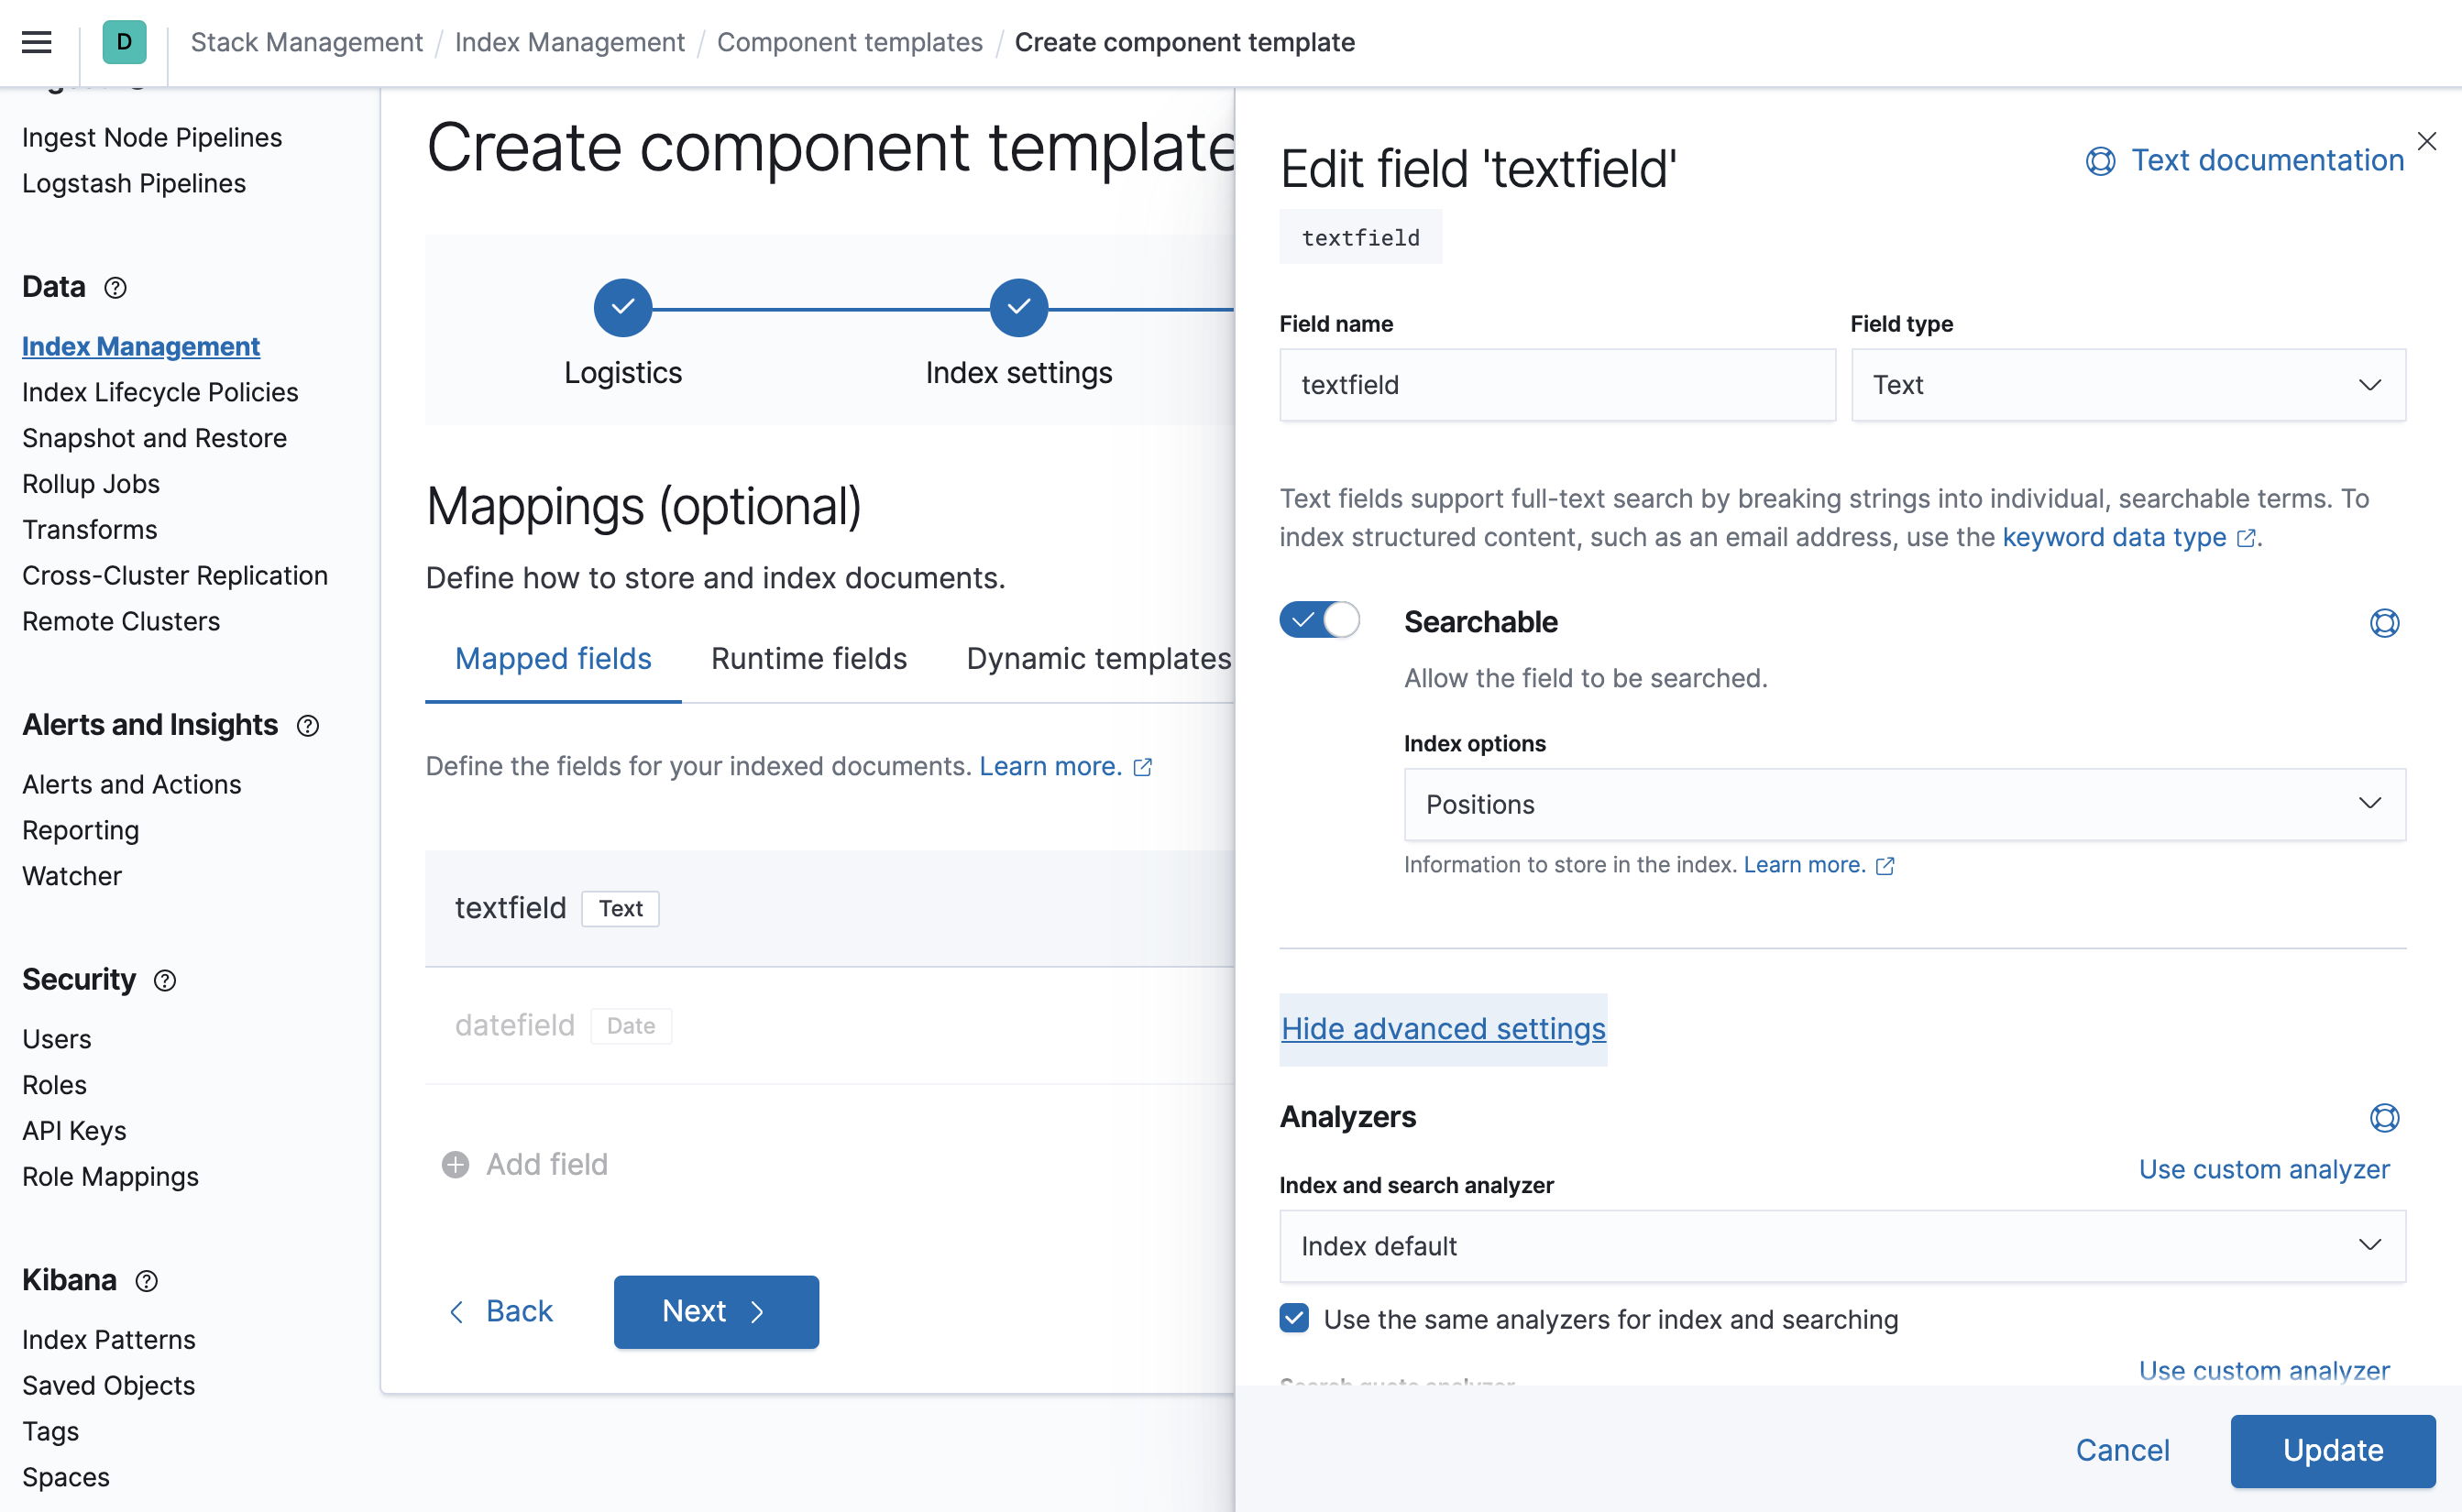 D
Stack Management / Index Management / Component templates / Create component template
Ingest Node Pipelines
Logstash Pipelines
Data
Index Management
Index Lifecycle Policies
Snapshot and Restore
Rollup Jobs
Transforms
Cross-Cluster Replication
Remote Clusters
Alerts and Insights
Alerts and Actions
Reporting
Watcher
Security
Users
Roles
API Keys
Role Mappings
Kibana
Index Patterns
Saved Objects
Tags
Spaces
Create component template
Logistics
Index settings
Mappings (optional)
Define how to store and index documents.
Mapped fields
Runtime fields
Dynamic templates
Define the fields for your indexed documents. Learn more.
textfield Text
datefield Date
Add field
Back
Next
Edit field 'textfield'
Text documentation
textfield
Field name
Field type
textfield
Text
Text fields support full-text search by breaking strings into individual, searchable terms. To
index structured content, such as an email address, use the keyword data type.
Searchable
Allow the field to be searched.
Index options
Positions
Information to store in the index. Learn more.
Hide advanced settings
Analyzers
Use custom analyzer
Index and search analyzer
Index default
Use the same analyzers for index and searching
Use custom analyzer
Search quote analyzer
Cancel
Update